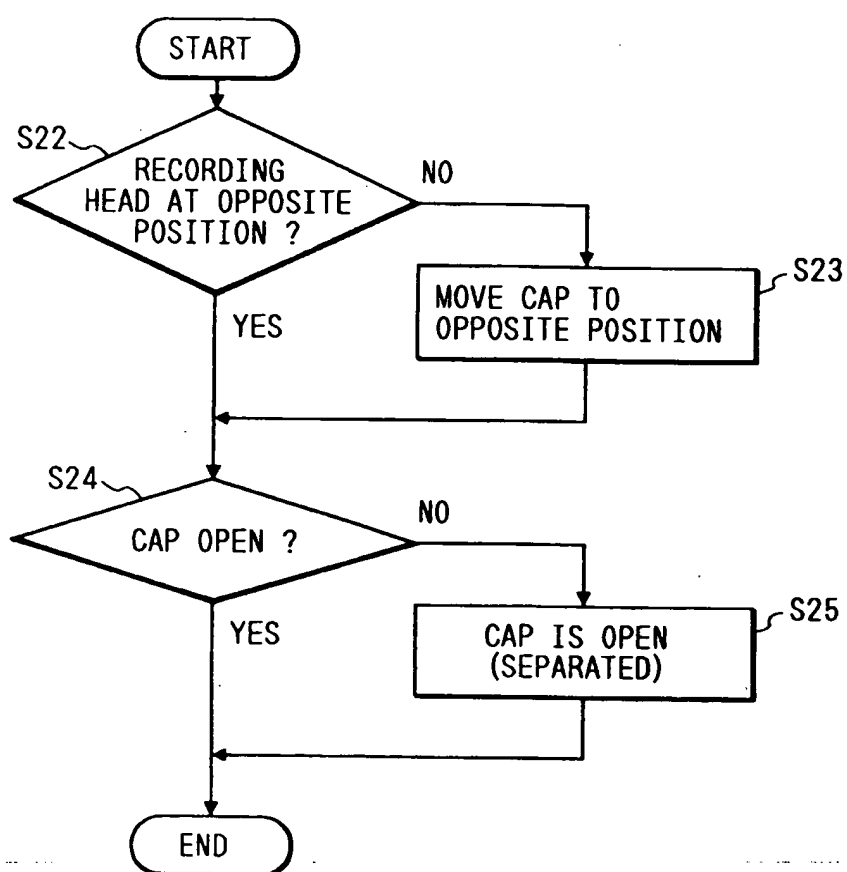 START
S22
RECORDING
HEAD AT OPPOSITE
POSITION ?
NO
S23
MOVE CAP TO
OPPOSITE POSITION
YES
S24
CAP OPEN ?
NO
S25
CAP IS OPEN
(SEPARATED)
YES
END